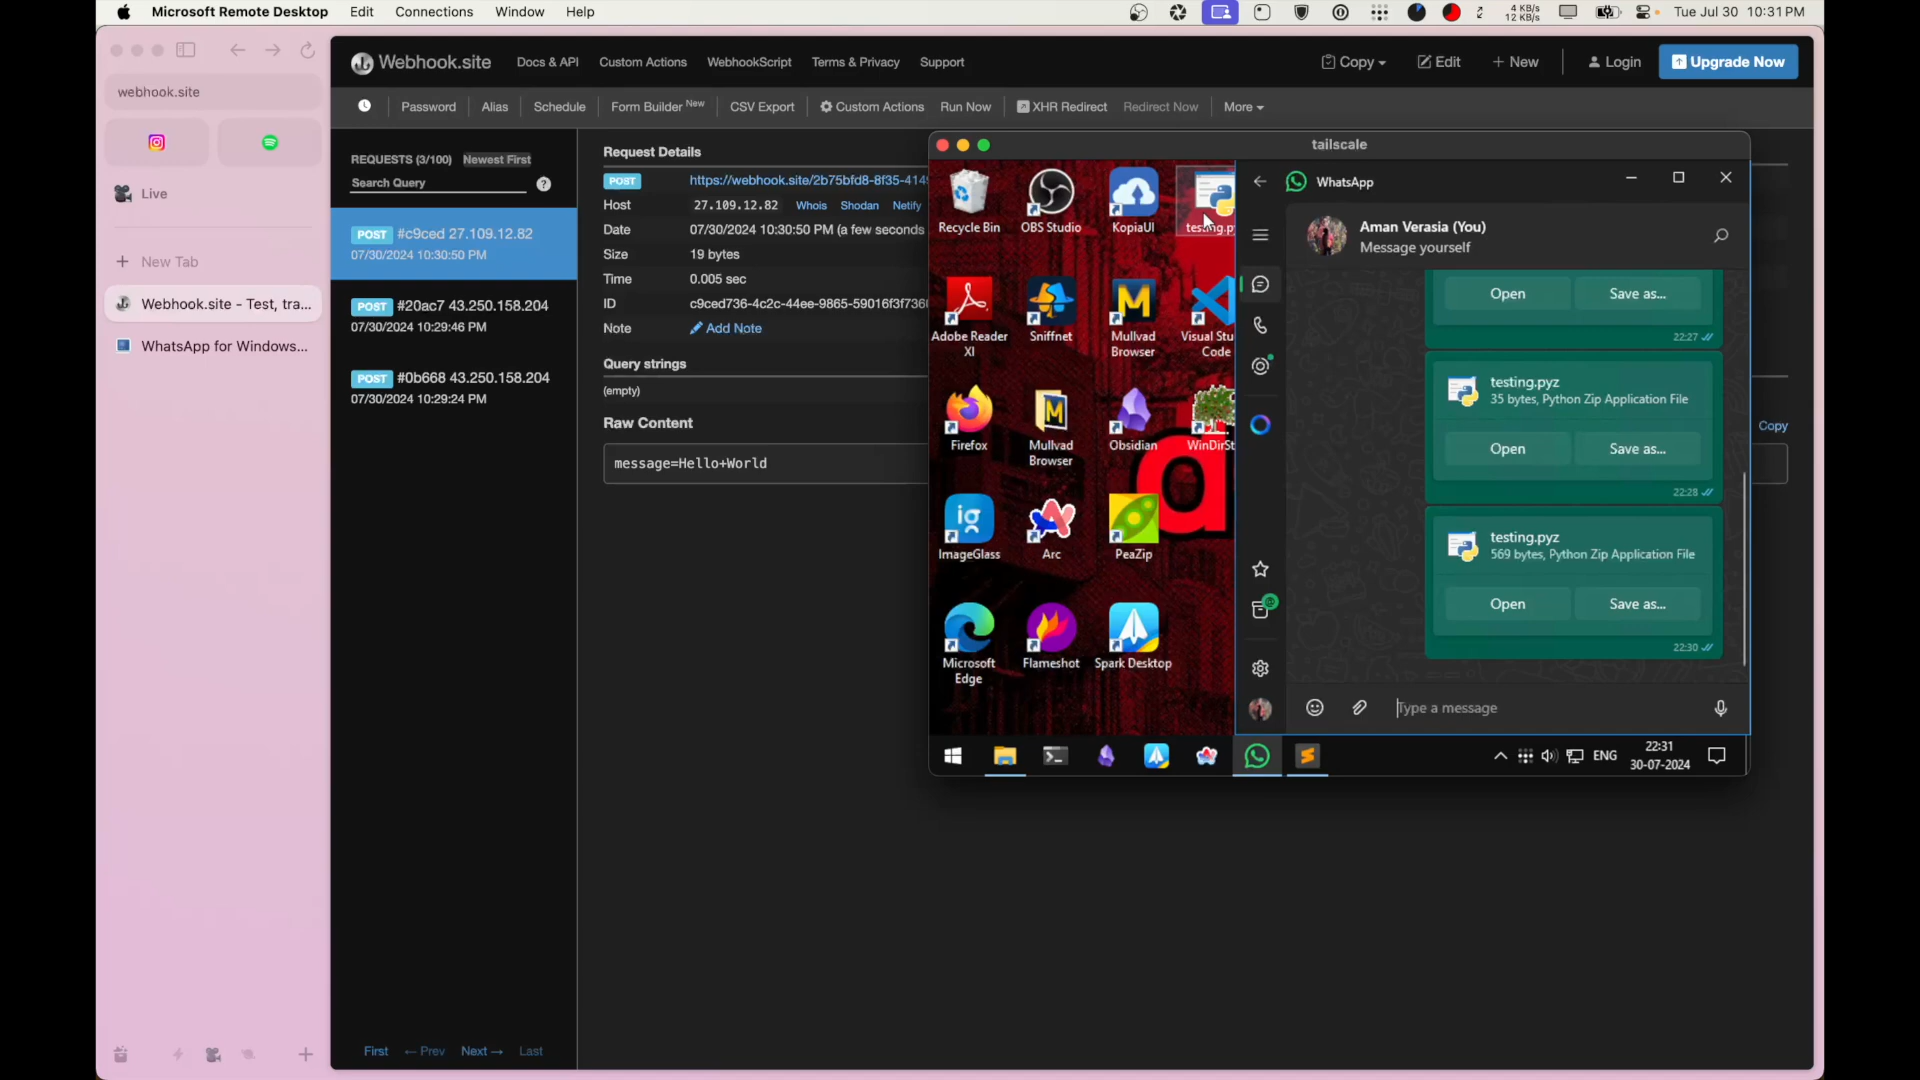 Microsoft Remote Desktop Edit Connections Window Help
4 KB/s
12 KB/s
Tue Jul 30 10:31 PM
webhook.site
Live
New Tab
Webhook.site - Test, tra...
WhatsApp for Windows...
Webhook.site Docs & API Custom Actions WebhookScript Terms & Privacy Support
Copy Edit + New Login Upgrade Now
Password Alias Schedule Form Builder New CSV Export Custom Actions Run Now XHR Redirect Redirect Now More
REQUESTS (3/100) Newest First
Search Query
?
POST #c9ced 27.109.12.82
07/30/2024 10:30:50 PM
POST #20ac7 43.250.158.204
07/30/2024 10:29:46 PM
POST #0b668 43.250.158.204
07/30/2024 10:29:24 PM
First ← Prev Next → Last
Request Details
POST https://webhook.site/2b75bfd8-8f35-4149
Host 27.109.12.82 Whois Shodan Netify
Date 07/30/2024 10:30:50 PM (a few seconds
Size 19 bytes
Time 0.005 sec
ID c9ced736-4c2c-44ee-9865-59016f3f736
Note Add Note
Query strings
(empty)
Raw Content
message=Hello+World
Copy
tailscale
Recycle Bin
OBS Studio
KopiaUI
testing.py
Adobe Reader
XI
Sniffnet
Mullvad
Browser
Visual Stu
Code
Firefox
Mullvad
Browser
Obsidian
WinDirSt
ImageGlass
Arc
PeaZip
Microsoft
Edge
Flameshot
Spark Desktop
WhatsApp
Aman Verasia (You)
Message yourself
Open Save as...
22:27
testing.pyz
35 bytes, Python Zip Application File
Open Save as...
22:28
testing.pyz
569 bytes, Python Zip Application File
Open Save as...
22:30
Type a message
ENG
22:31
30-07-2024